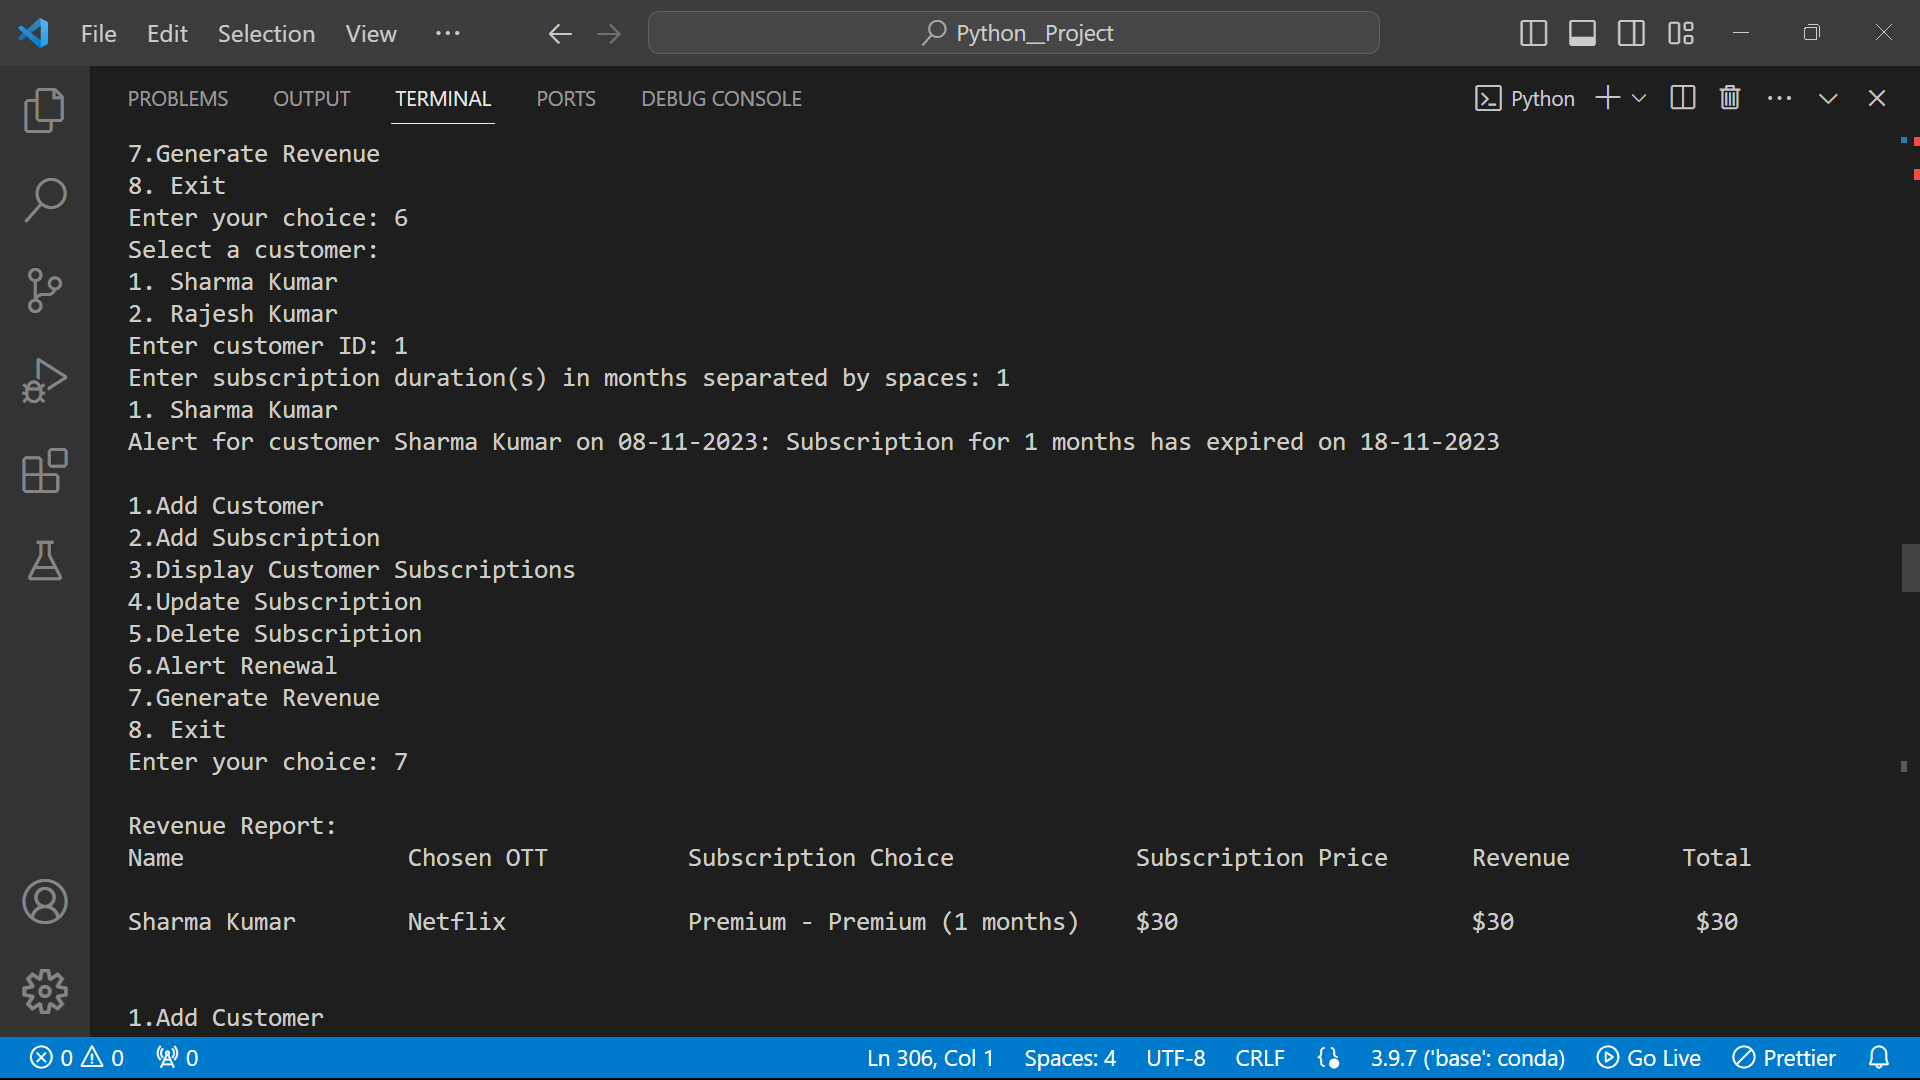 File Edit Selection View ··· Python__Project
PROBLEMS OUTPUT TERMINAL PORTS DEBUG CONSOLE Python
7.Generate Revenue
8. Exit
Enter your choice: 6
Select a customer:
1. Sharma Kumar
2. Rajesh Kumar
Enter customer ID: 1
Enter subscription duration(s) in months separated by spaces: 1
1. Sharma Kumar
Alert for customer Sharma Kumar on 08-11-2023: Subscription for 1 months has expired on 18-11-2023
1.Add Customer
2.Add Subscription
3.Display Customer Subscriptions
4.Update Subscription
5.Delete Subscription
6.Alert Renewal
7.Generate Revenue
8. Exit
Enter your choice: 7
Revenue Report:
Name Chosen OTT Subscription Choice Subscription Price Revenue Total
Sharma Kumar Netflix Premium - Premium (1 months) $30 $30 $30
1.Add Customer
0 0 0 Ln 306, Col 1 Spaces: 4 UTF-8 CRLF 3.9.7 ('base': conda) Go Live Prettier